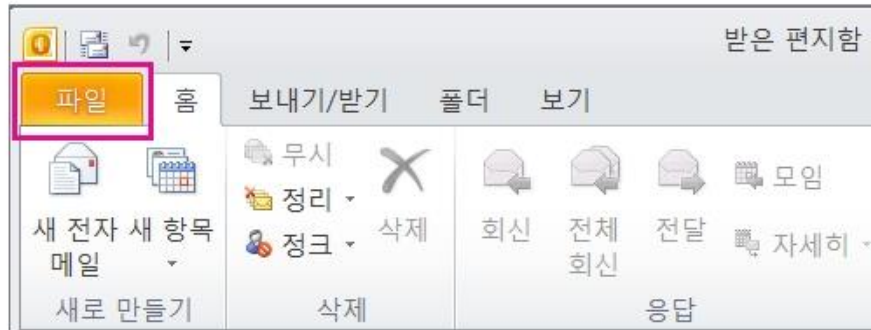 받은 편지함
파일 홈 보내기/받기 폴더 보기
새 전자 메일
새 항목
새로 만들기
무시
정리
정크
삭제
삭제
회신
전체 회신
전달
모임
자세히
응답